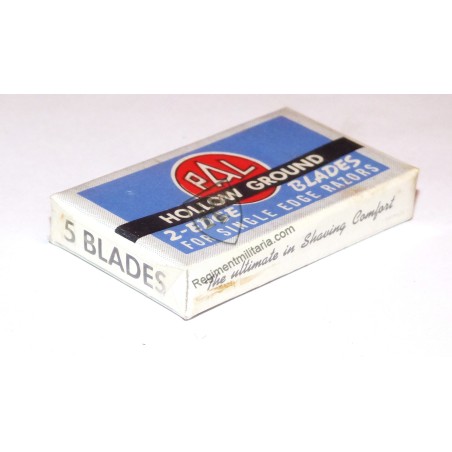 PAL
HOLLOW GROUND
2-EDGE BLADES
FOR SINGLE EDGE RAZORS
5 BLADES
The ultimate in Shaving Comfort
Regimentmilitaria.com